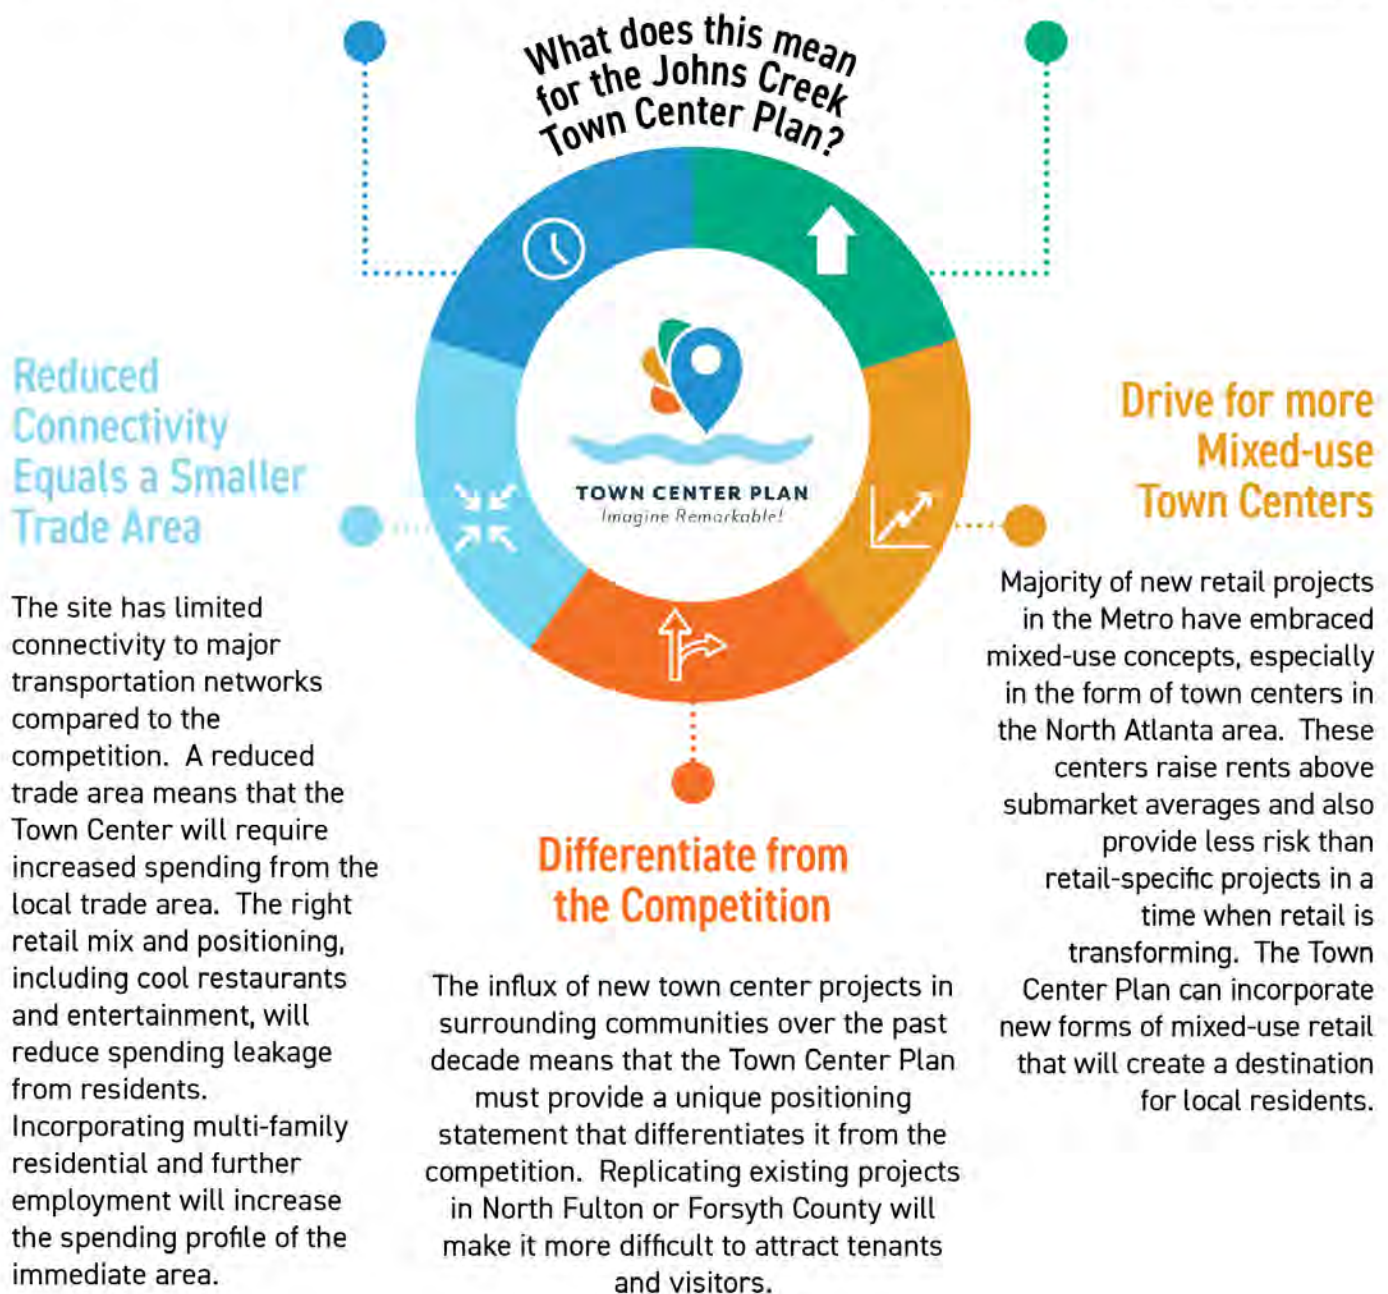 What does this mean
for the Johns Creek
Town Center Plan?
TOWN CENTER PLAN
Imagine Remarkable!
Reduced
Connectivity
Equals a Smaller
Trade Area
The site has limited
connectivity to major
transportation networks
compared to the
competition.  A reduced
trade area means that the
Town Center will require
increased spending from the
local trade area.  The right
retail mix and positioning,
including cool restaurants
and entertainment, will
reduce spending leakage
from residents.
Incorporating multi-family
residential and further
employment will increase
the spending profile of the
immediate area.
Differentiate from
the Competition
The influx of new town center projects in
surrounding communities over the past
decade means that the Town Center Plan
must provide a unique positioning
statement that differentiates it from the
competition.  Replicating existing projects
in North Fulton or Forsyth County will
make it more difficult to attract tenants
and visitors.
Drive for more
Mixed-use
Town Centers
Majority of new retail projects
in the Metro have embraced
mixed-use concepts, especially
in the form of town centers in
the North Atlanta area.  These
centers raise rents above
submarket averages and also
provide less risk than
retail-specific projects in a
time when retail is
transforming.  The Town
Center Plan can incorporate
new forms of mixed-use retail
that will create a destination
for local residents.